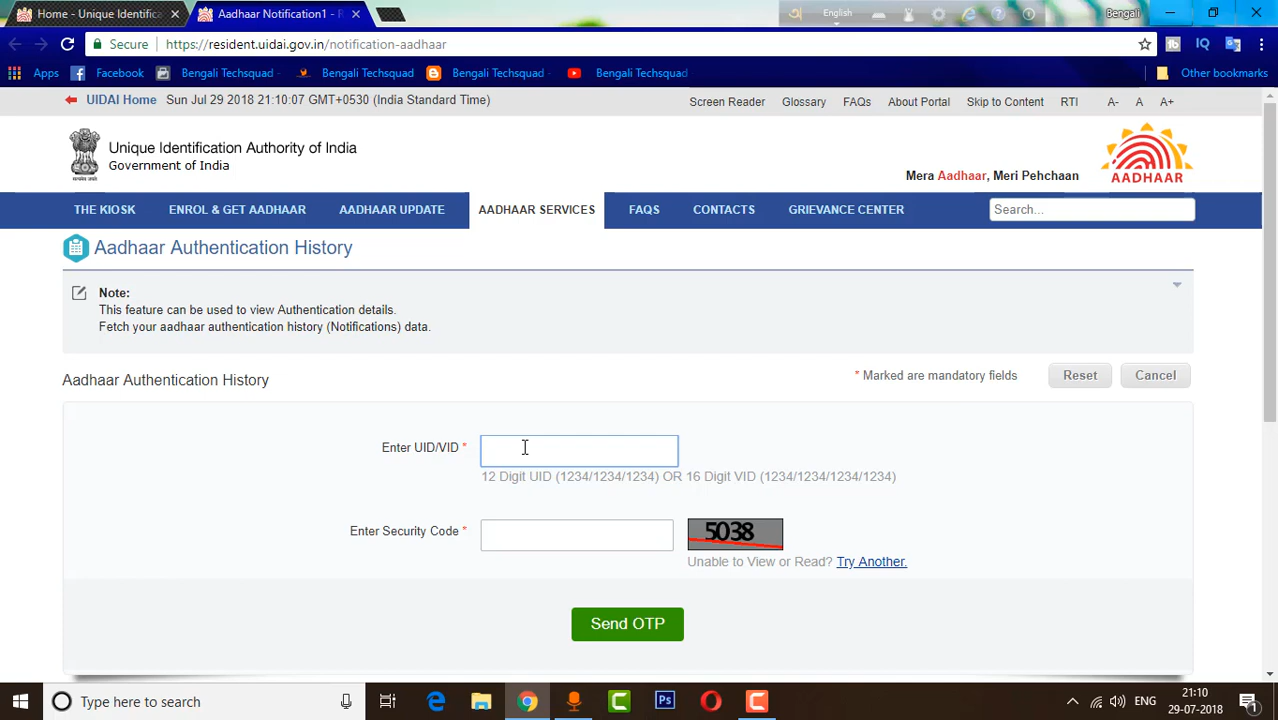 Home - Unique Identifica
Aadhaar Notification1 - R
English
Bengali
Secure
https://resident.uidai.gov.in/notification-aadhaar
IQ
Apps
Facebook
Bengali Techsquad
Bengali Techsquad
Bengali Techsquad
Bengali Techsquad
Other bookmarks
UIDAI Home
Sun Jul 29 2018 21:10:07 GMT+0530 (India Standard Time)
Screen Reader
Glossary
FAQs
About Portal
Skip to Content
RTI
A-
A
A+
Unique Identification Authority of India
Government of India
सत्यमेव जयते
Mera Aadhaar, Meri Pehchaan
AADHAAR
THE KIOSK
ENROL & GET AADHAAR
AADHAAR UPDATE
AADHAAR SERVICES
FAQS
CONTACTS
GRIEVANCE CENTER
Search...
Aadhaar Authentication History
Note:
This feature can be used to view Authentication details.
Fetch your aadhaar authentication history (Notifications) data.
Aadhaar Authentication History
* Marked are mandatory fields
Reset
Cancel
Enter UID/VID *
12 Digit UID (1234/1234/1234) OR 16 Digit VID (1234/1234/1234/1234)
Enter Security Code *
5038
Unable to View or Read? Try Another.
Send OTP
Type here to search
Ps
ENG
21:10
29-07-2018
1